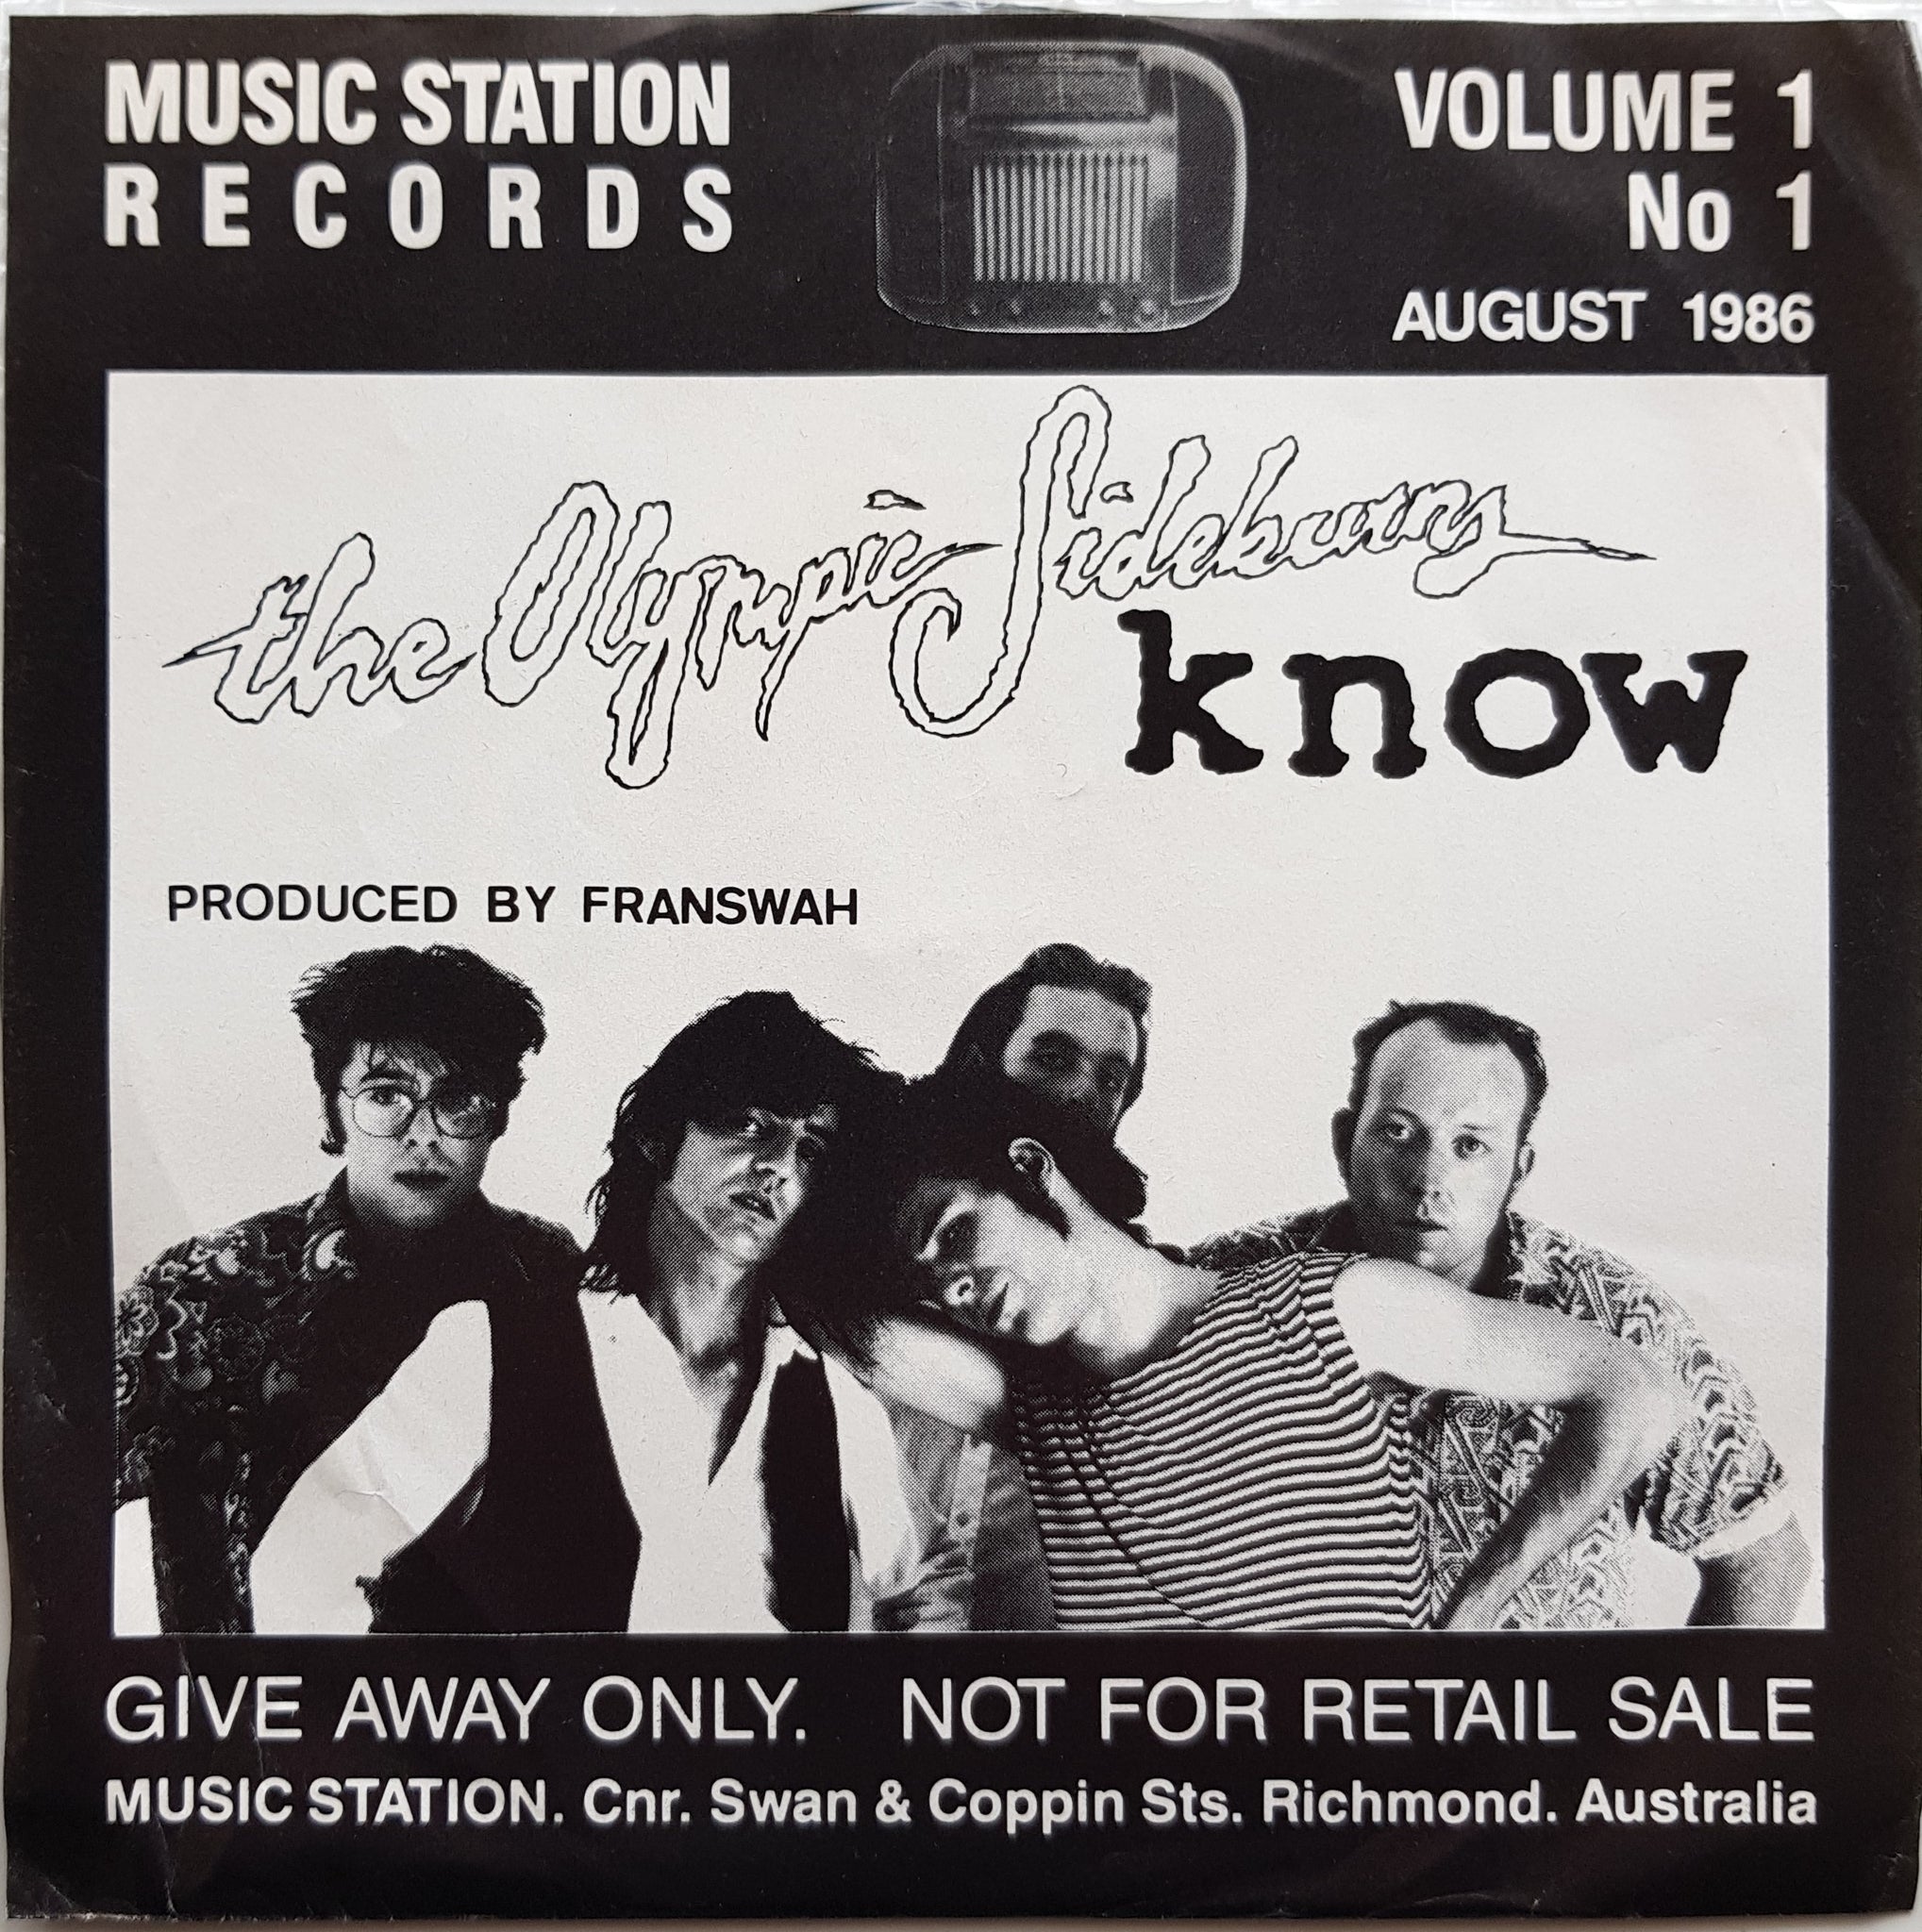 MUSIC STATION
RECORDS
VOLUME 1
No 1
AUGUST 1986
the Olympic Sideburns
know
PRODUCED BY FRANSWAH
GIVE AWAY ONLY. NOT FOR RETAIL SALE
MUSIC STATION. Cnr. Swan & Coppin Sts. Richmond. Australia